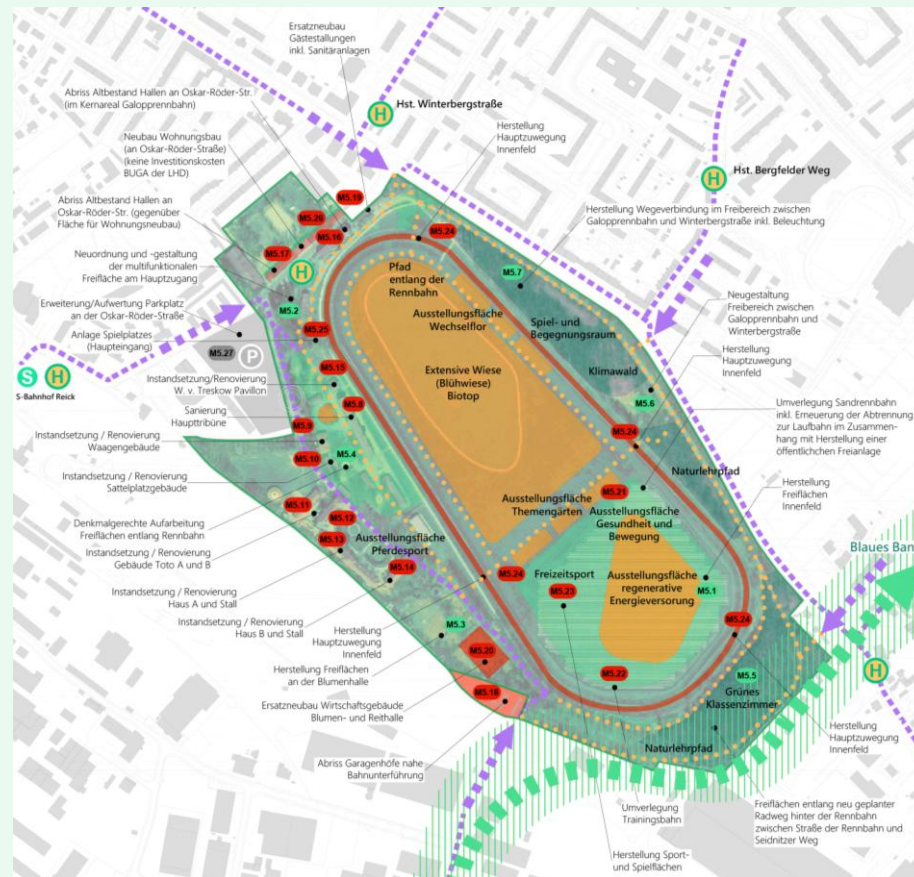 Ersatzneubau
Gästestallungen
inkl. Sanitäranlagen
Abriss Altbestand Hallen an Oskar-Röder-Str.
(im Kernareal Galopprennbahn)
H
Hst. Winterbergstraße
Neubau Wohnungsbau
(an Oskar-Röder-Straße)
(keine Investitionskosten
BUGA der LHD)
Herstellung
Hauptzuwegung
Innenfeld
H
Hst. Bergfelder Weg
Abriss Altbestand Hallen an
Oskar-Röder-Str. (gegenüber
Fläche für Wohnungsneubau)
M5.19
M5.26
M5.16
M5.24
Herstellung Wegeverbindung im Freibereich zwischen
Galopprennbahn und Winterbergstraße inkl. Beleuchtung
Neuordnung und -gestaltung
der multifunktionalen
Freifläche am Hauptzugang
M5.17
H
M5.2
Pfad
entlang der
Rennbahn
M5.7
Erweiterung/Aufwertung Parkplatz
an der Oskar-Röder-Straße
Ausstellungsfläche
Wechselflor
Spiel- und
Begegnungsraum
Neugestaltung
Freibereich zwischen
Galopprennbahn und
Winterbergstraße
Anlage Spielplatzes
(Haupteingang)
M5.25
M5.27
P
S
H
S-Bahnhof Reick
M5.15
Extensive Wiese
(Blühwiese)
Biotop
Klimawald
Herstellung
Hauptzuwegung
Innenfeld
Instandsetzung/Renovierung
W. v. Treskow Pavillon
M5.8
M5.6
Sanierung
Haupttribüne
M5.9
Umverlegung Sandrennbahn
inkl. Erneuerung der Abtrennung
zur Laufbahn im Zusammen-
hang mit Herstellung einer
öffentlichchen Freianlage
Instandsetzung / Renovierung
Waagengebäude
M5.4
M5.10
M5.24
Naturlehrpfad
Instandsetzung / Renovierung
Sattelplatzgebäude
M5.21
Herstellung
Freiflächen
Innenfeld
M5.11
M5.12
M5.13
Ausstellungsfläche
Themengärten
Ausstellungsfläche
Gesundheit und
Bewegung
Denkmalgerechte Aufarbeitung
Freiflächen entlang Rennbahn
Ausstellungsfläche
Pferdesport
Instandsetzung / Renovierung
Gebäude Toto A und B
M5.14
M5.24
Freizeitsport
M5.23
Ausstellungsfläche
regenerative
Energieversorung
M5.1
Blaues Ban
Instandsetzung / Renovierung
Haus A und Stall
Instandsetzung / Renovierung
Haus B und Stall
M5.3
M5.24
Herstellung
Hauptzuwegung
Innenfeld
M5.20
H
Herstellung Freiflächen
an der Blumenhalle
M5.22
M5.5
Grünes
Klassenzimmer
Ersatzneubau Wirtschaftsgebäude
Blumen- und Reithalle
M5.18
Herstellung
Hauptzuwegung
Innenfeld
Naturlehrpfad
Abriss Garagenhöfe nahe
Bahnunterführung
Umverlegung
Trainingsbahn
Freiflächen entlang neu geplanter
Radweg hinter der Rennbahn
zwischen Straße der Rennbahn und
Seidnitzer Weg
Herstellung Sport-
und Spielflächen